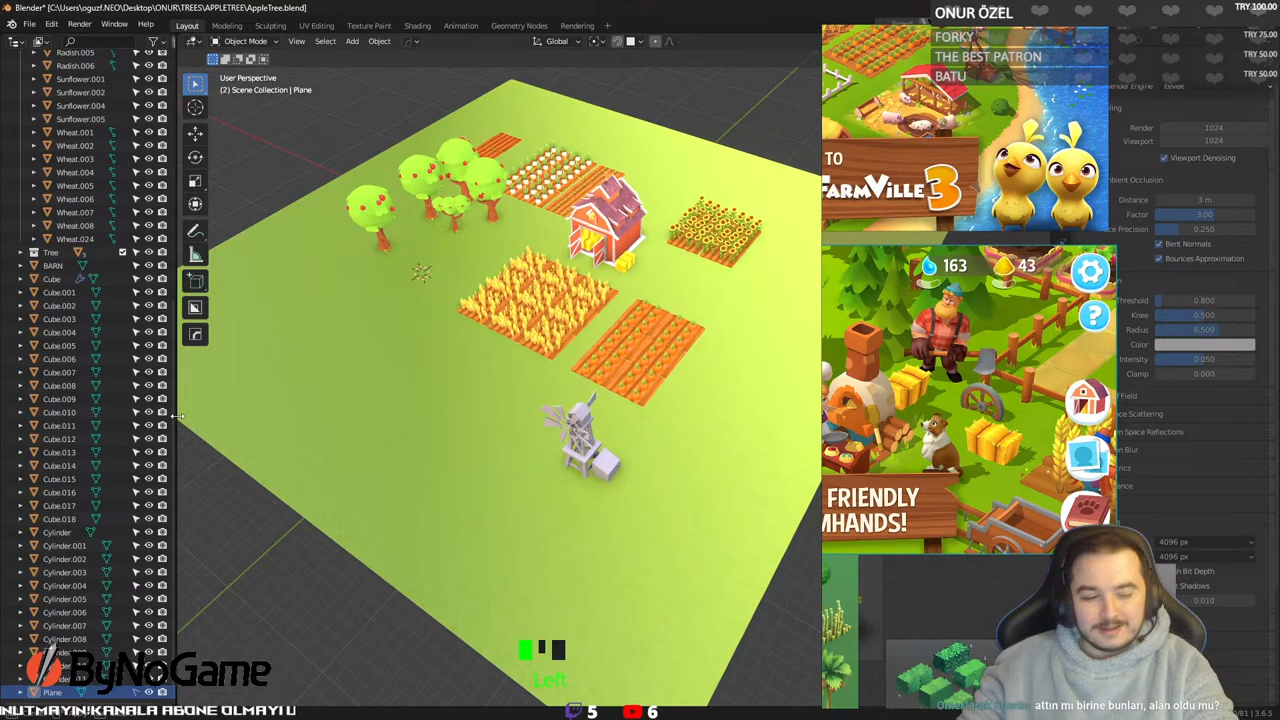 Blender* [C:\Users\oguzf.NEO\Desktop\ONUR\TREES\APPLETREE\AppleTree.blend]
File Edit Render Window Help Layout Modeling Sculpting UV Editing Texture Paint Shading Animation Geometry Nodes Rendering +
Object Mode View Select Add Object Global
User Perspective
(2) Scene Collection | Plane
Radish.005
Radish.006
Sunflower.001
Sunflower.002
Sunflower.004
Sunflower.005
Wheat.001
Wheat.002
Wheat.003
Wheat.004
Wheat.005
Wheat.006
Wheat.007
Wheat.008
Wheat.024
Tree
BARN
Cube
Cube.001
Cube.002
Cube.003
Cube.004
Cube.005
Cube.006
Cube.007
Cube.008
Cube.009
Cube.010
Cube.011
Cube.012
Cube.013
Cube.014
Cube.015
Cube.016
Cube.017
Cube.018
Cylinder
Cylinder.001
Cylinder.002
Cylinder.003
Cylinder.004
Cylinder.005
Cylinder.006
Cylinder.007
Cylinder.008
Plane
ByNoGame
UNUTMAYIN!KANALA ABONE OLMAYI U
Left
5
6
ONUR ÖZEL TRY 100.00
FORKY TRY 75.00
THE BEST PATRON TRY 50.00
BATU TRY 50.00
TO
FARMVILLE 3
163
43
?
FRIENDLY
MHANDS!
Eevee
Render 1024
Viewport 1024
Viewport Denoising
Distance 3 m
Factor 3.00
Precision 0.250
Bent Normals
Bounces Approximation
Threshold 0.800
Knee 0.500
Radius 6.500
Color
Intensity 0.050
Clamp 0.000
of Field
Scattering
Space Reflections
Blur
4096 px
4096 px
Bit Depth
Shadows
0.010
attın mı birine bunları, alan oldu mu?
3.6.5